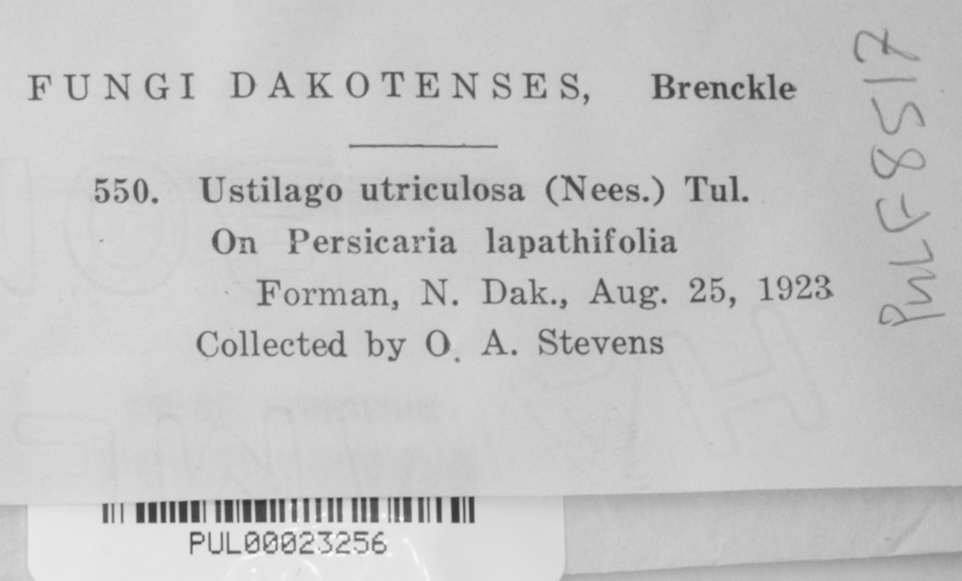 FUNGI DAKOTENSES, Brenckle
550. Ustilago utriculosa (Nees.) Tul.
On Persicaria lapathifolia
Forman, N. Dak., Aug. 25, 1923
Collected by O. A. Stevens
PUL F8517
PUL00023256